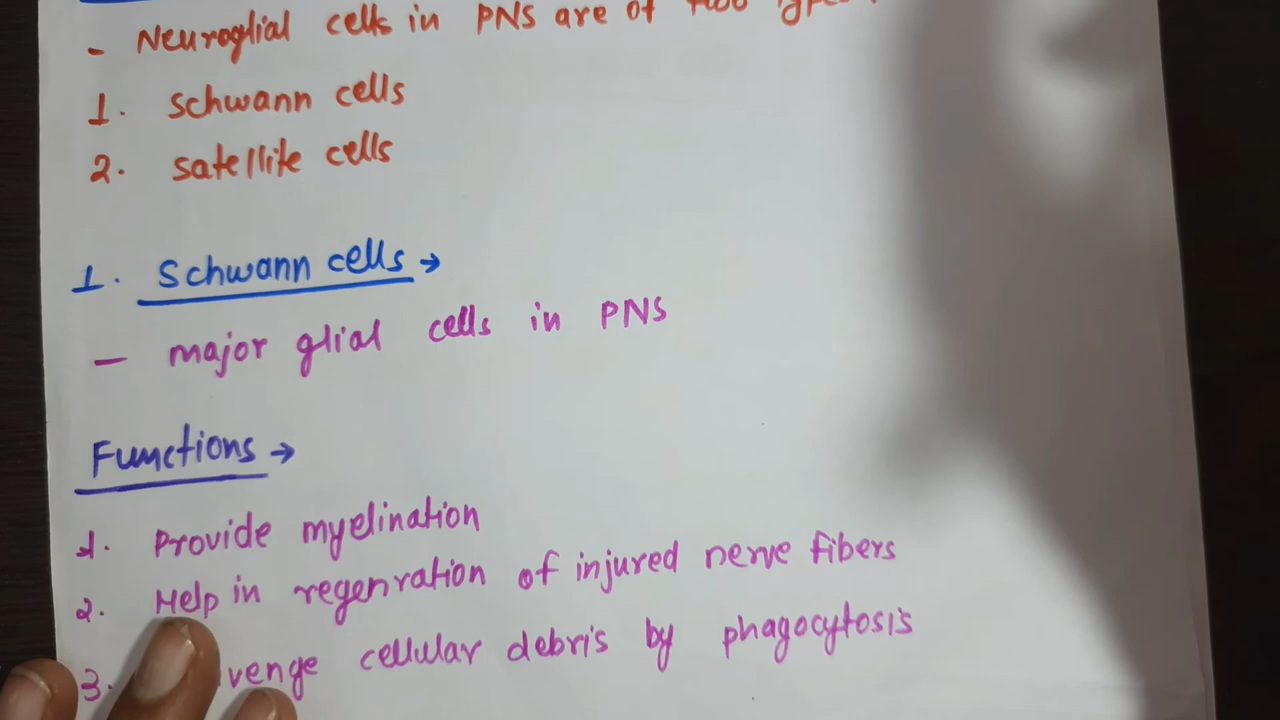 - Neuroglial cells in PNS are of two
1. Schwann cells
2. Satellite cells
1. Schwann cells →
- major glial cells in PNS
Functions →
1. Provide myelination
2. Help in regenration of injured nerve fibers
3. venge cellular debris by phagocytosis